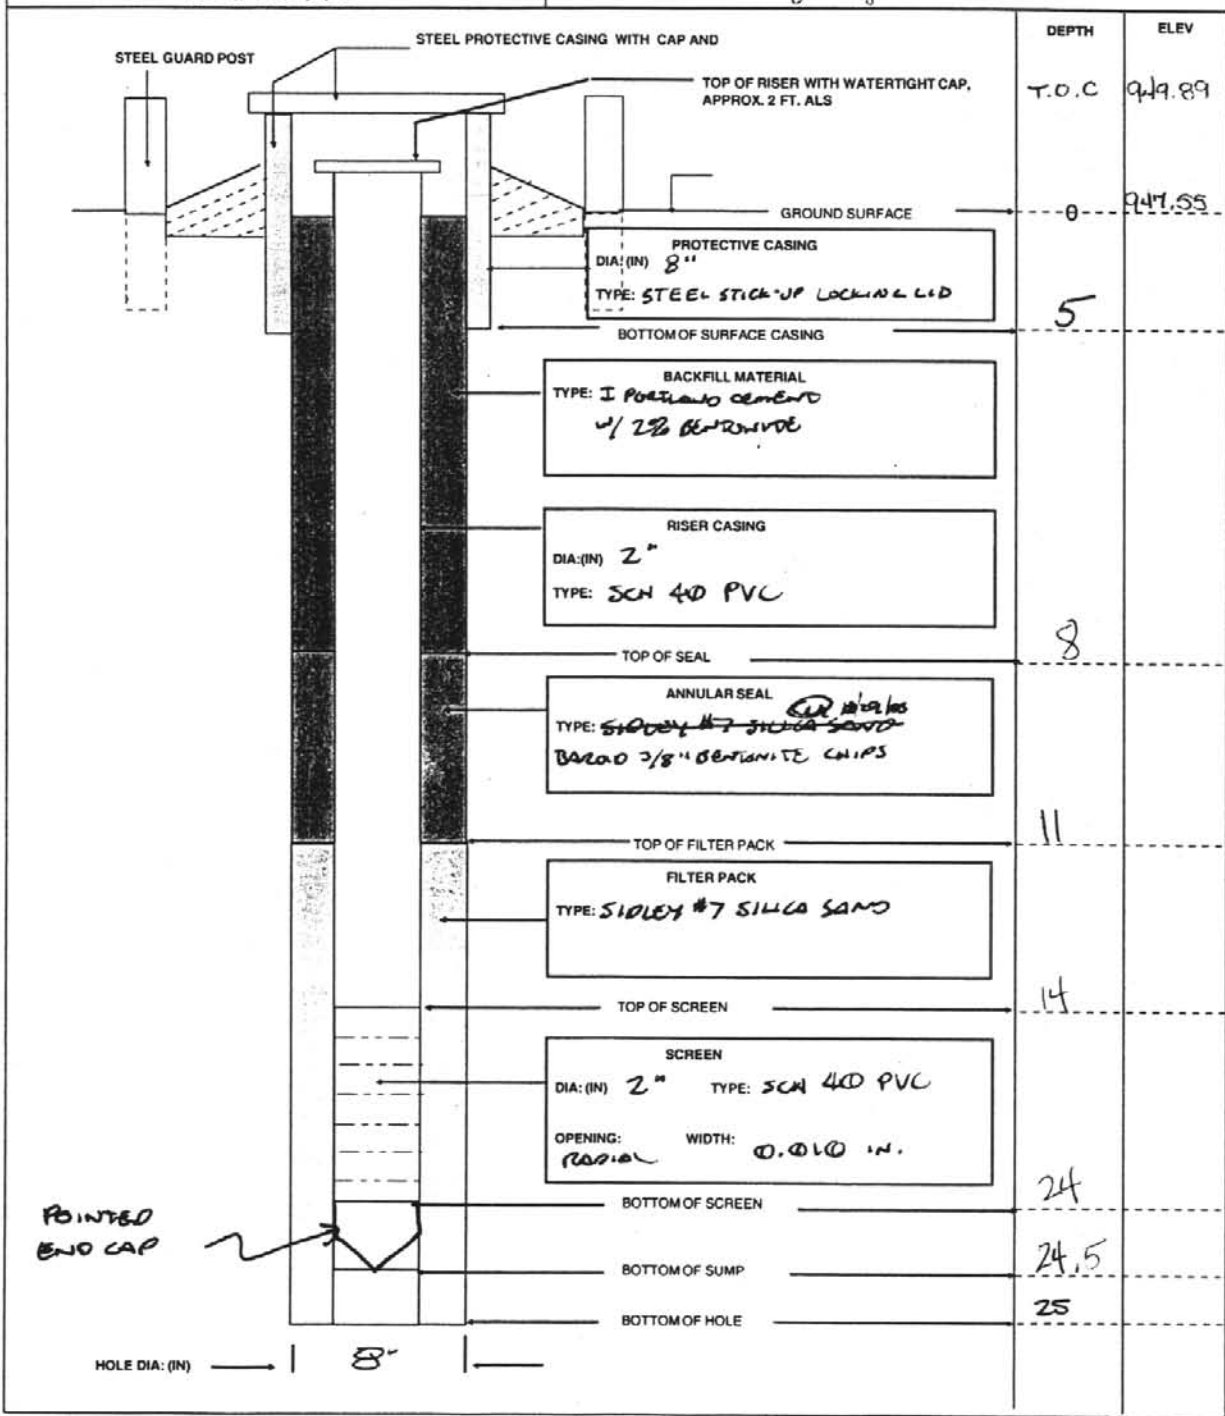 DEPTH
ELEV
STEEL PROTECTIVE CASING WITH CAP AND
STEEL GUARD POST
TOP OF RISER WITH WATERTIGHT CAP,
APPROX. 2 FT. ALS
T.O.C 949.89
GROUND SURFACE
0 947.55
PROTECTIVE CASING
DIA:(IN) 8"
TYPE: STEEL STICK-UP LOCKING LID
BOTTOM OF SURFACE CASING
5
BACKFILL MATERIAL
TYPE: I PORTLAND CEMENT
W/ 2% BENTONITE
RISER CASING
DIA:(IN) 2"
TYPE: SCH 40 PVC
TOP OF SEAL
8
ANNULAR SEAL
TYPE: SIDLEY #7 SILICA SAND
BAROID 3/8" BENTONITE CHIPS
TOP OF FILTER PACK
11
FILTER PACK
TYPE: SIDLEY #7 SILICA SAND
TOP OF SCREEN
14
SCREEN
DIA: (IN) 2" TYPE: SCH 40 PVC
OPENING: WIDTH: 0.010 IN.
RADIAL
BOTTOM OF SCREEN
24
POINTED
END CAP
BOTTOM OF SUMP
24.5
BOTTOM OF HOLE
25
HOLE DIA: (IN) 8"